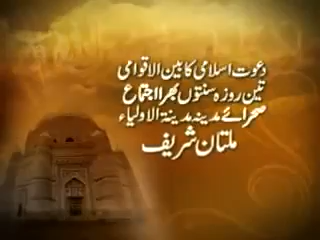 دعوت اسلامی کا بین الاقوامی
تین روزہ سنتوں بھرا اجتماع
صحرائے مدینہ مدینۃ الاولیاء
ملتان شریف